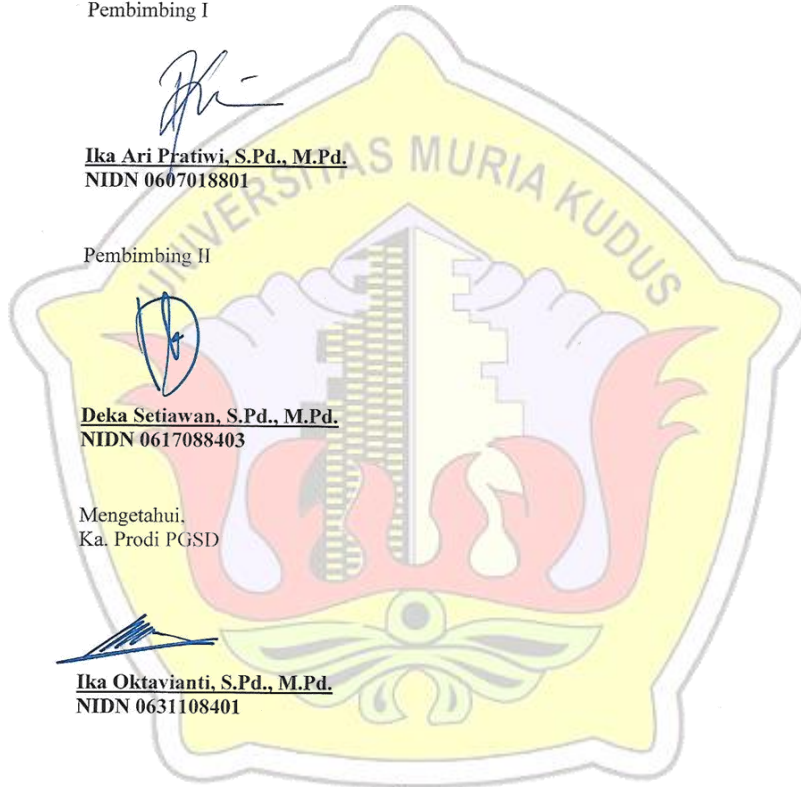 Pembimbing I
Ika Ari Pratiwi, S.Pd., M.Pd.
NIDN 0607018801
UNIVERSITAS MURIA KUDUS
Pembimbing II
Deka Setiawan, S.Pd., M.Pd.
NIDN 0617088403
Mengetahui,
Ka. Prodi PGSD
Ika Oktavianti, S.Pd., M.Pd.
NIDN 0631108401